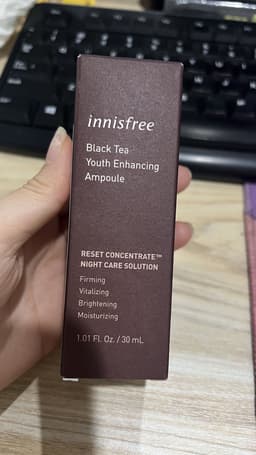 innisfree
Black Tea
Youth Enhancing
Ampoule
RESET CONCENTRATE™
NIGHT CARE SOLUTION
Firming
Vitalizing
Brightening
Moisturizing
1.01 Fl. Oz. / 30 mL